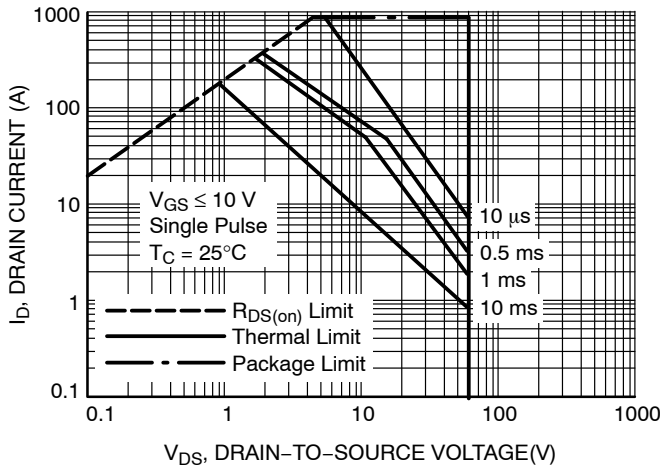 1000
100
10
1
0.1
I_D, DRAIN CURRENT (A)
V_GS ≤ 10 V
Single Pulse
T_C = 25°C
10 μs
0.5 ms
1 ms
10 ms
R_DS(on) Limit
Thermal Limit
Package Limit
0.1
1
10
100
1000
V_DS, DRAIN−TO−SOURCE VOLTAGE(V)